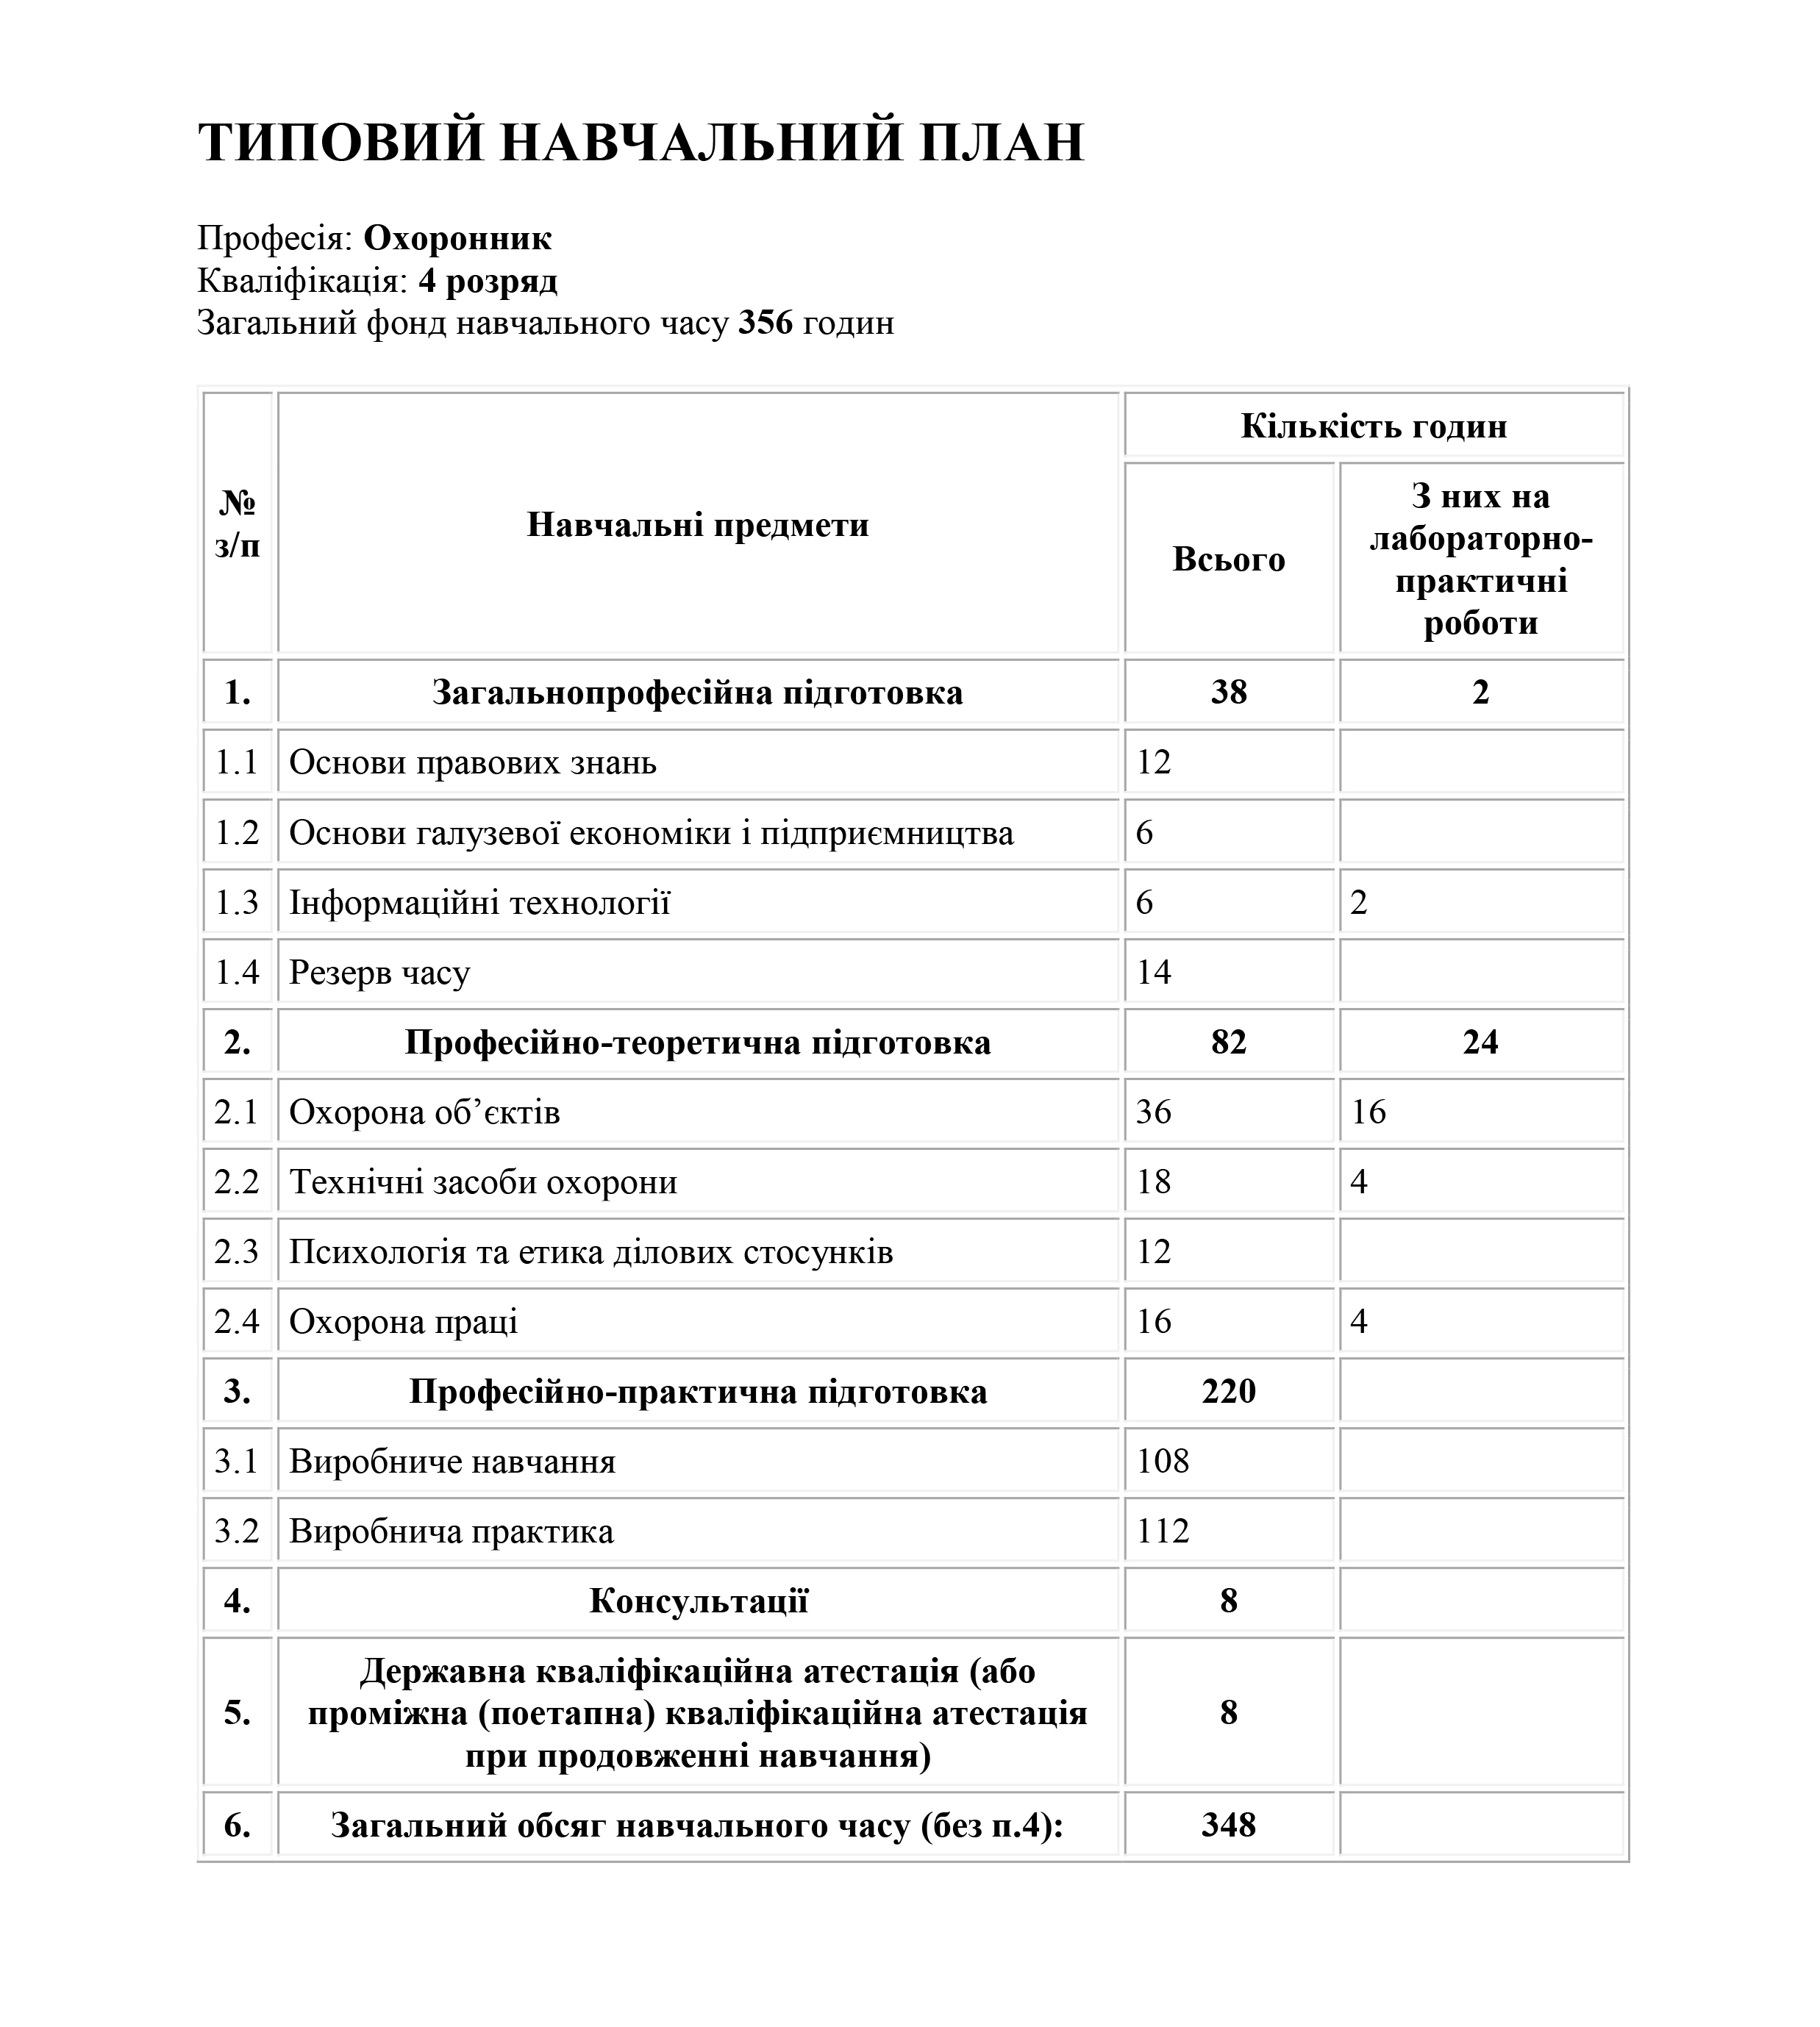 ТИПОВИЙ НАВЧАЛЬНИЙ ПЛАН
Професія: Охоронник
Кваліфікація: 4 розряд
Загальний фонд навчального часу 356 годин
№ з/п
Навчальні предмети
Кількість годин
Всього
З них на
лабораторно-
практичні
роботи
1. Загальнопрофесійна підготовка 38 2
1.1 Основи правових знань 12
1.2 Основи галузевої економіки і підприємництва 6
1.3 Інформаційні технології 6 2
1.4 Резерв часу 14
2. Професійно-теоретична підготовка 82 24
2.1 Охорона об’єктів 36 16
2.2 Технічні засоби охорони 18 4
2.3 Психологія та етика ділових стосунків 12
2.4 Охорона праці 16 4
3. Професійно-практична підготовка 220
3.1 Виробниче навчання 108
3.2 Виробнича практика 112
4. Консультації 8
5. Державна кваліфікаційна атестація (або
проміжна (поетапна) кваліфікаційна атестація
при продовженні навчання) 8
6. Загальний обсяг навчального часу (без п.4): 348